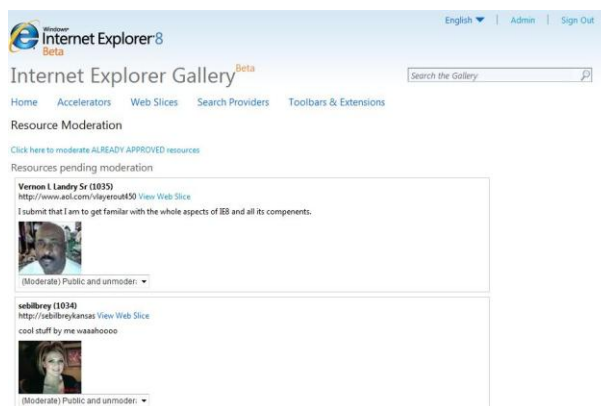 English | Admin | Sign Out
Windows
Internet Explorer 8
Beta
Internet Explorer Gallery Beta
Search the Gallery
Home Accelerators Web Slices Search Providers Toolbars & Extensions
Resource Moderation
Click here to moderate ALREADY APPROVED resources
Resources pending moderation
Vernon L Landry Sr (1035)
http://www.aol.com/vlayerout450 View Web Slice
I submit that I am to get familar with the whole aspects of IE8 and all its compenents.
(Moderate) Public and unmoder
sebilbrey (1034)
http://sebilbreykansas View Web Slice
cool stuff by me waaahoooo
(Moderate) Public and unmoder